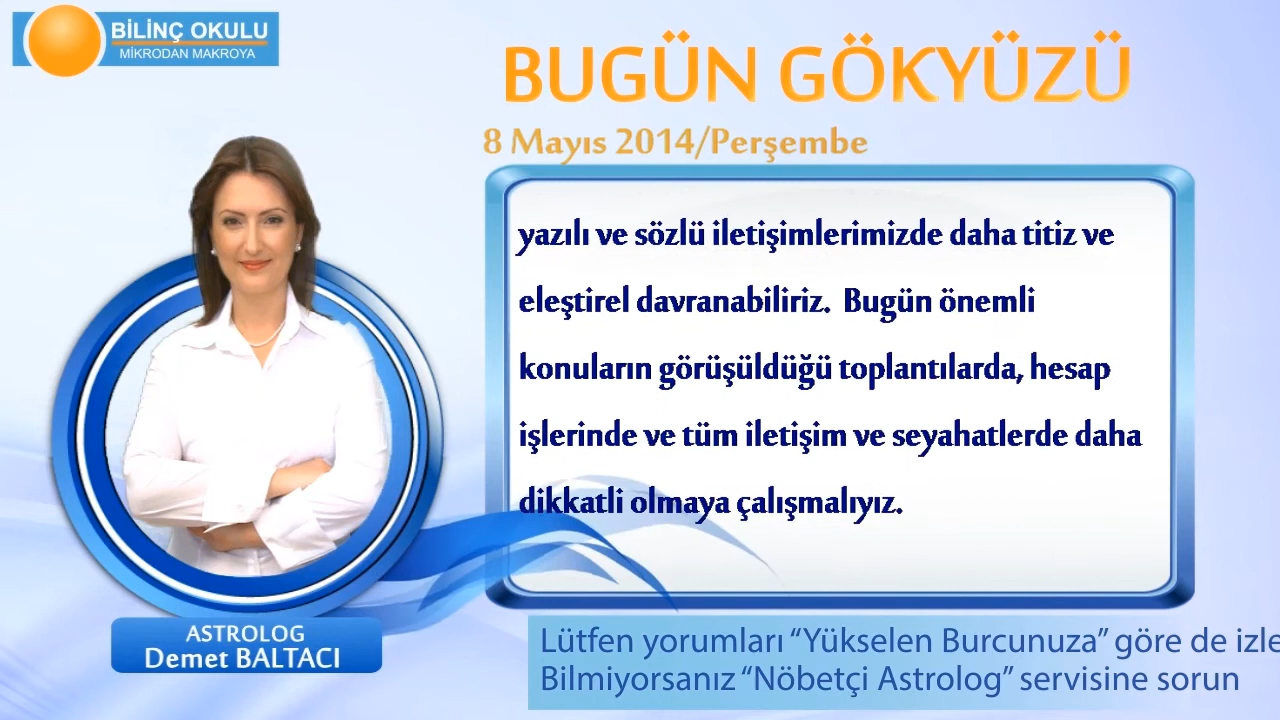 BİLİNÇ OKULU
MİKRODAN MAKROYA
BUGÜN GÖKYÜZÜ
8 Mayıs 2014/Perşembe
yazılı ve sözlü iletişimlerimizde daha titiz ve
eleştirel davranabiliriz. Bugün önemli
konuların görüşüldüğü toplantılarda, hesap
işlerinde ve tüm iletişim ve seyahatlerde daha
dikkatli olmaya çalışmalıyız.
ASTROLOG
Demet BALTACI
Lütfen yorumları “Yükselen Burcunuza” göre de izle
Bilmiyorsanız “Nöbetçi Astrolog” servisine sorun